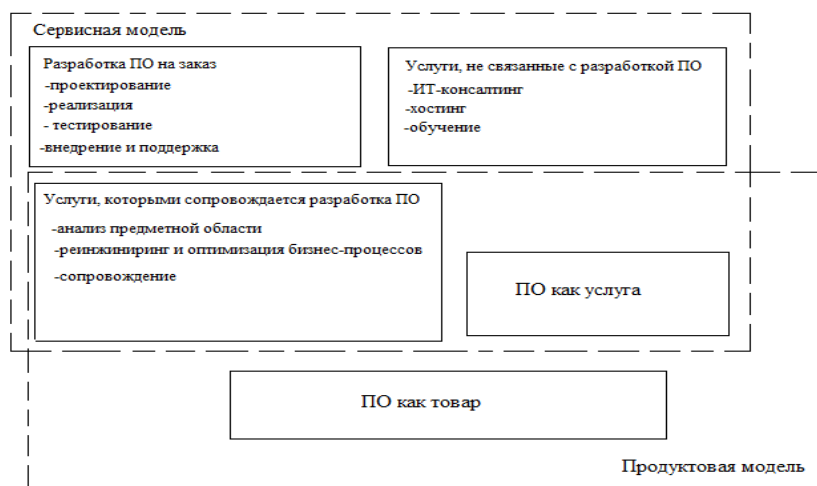 Сервисная модель
Разработка ПО на заказ
-проектирование
-реализация
- тестирование
-внедрение и поддержка
Услуги, не связанные с разработкой ПО
-ИТ-консалтинг
-хостинг
-обучение
Услуги, которыми сопровождается разработка ПО
-анализ предметной области
-реинжиниринг и оптимизация бизнес-процессов
-сопровождение
ПО как услуга
ПО как товар
Продуктовая модель